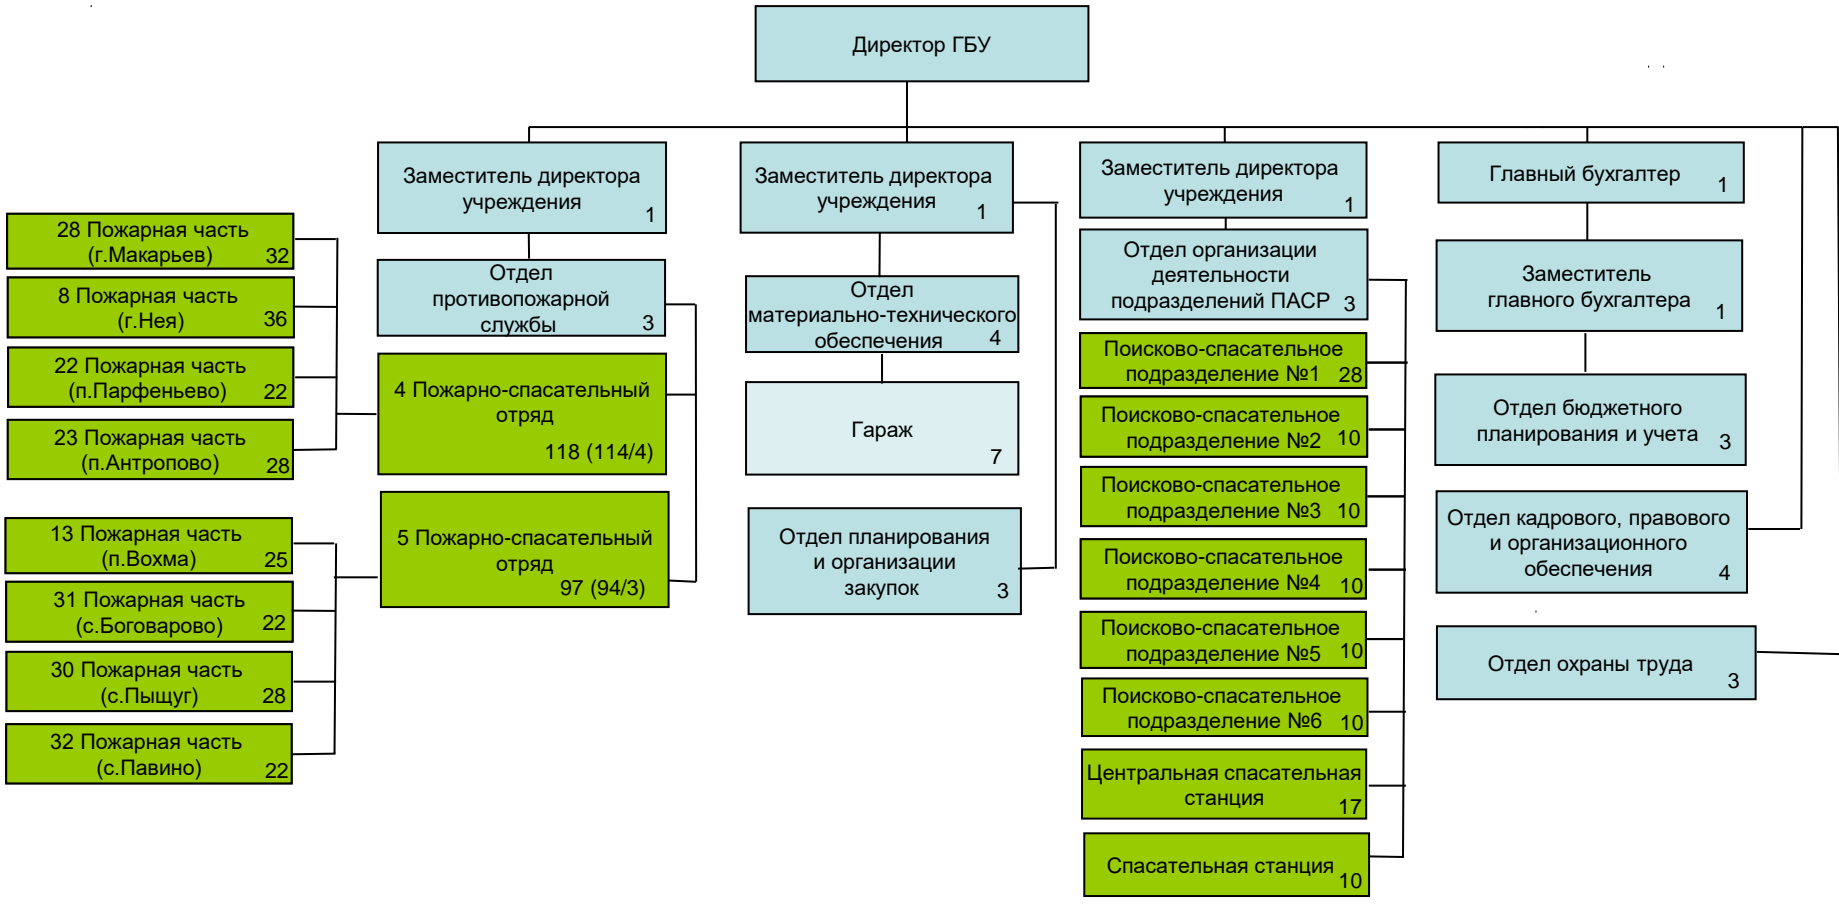 Директор ГБУ
Заместитель директора
учреждения
1
Отдел
противопожарной
службы
3
4 Пожарно-спасательный
отряд
118 (114/4)
28 Пожарная часть
(г.Макарьев)
32
8 Пожарная часть
(г.Нея)
36
22 Пожарная часть
(п.Парфеньево)
22
23 Пожарная часть
(п.Антропово)
28
5 Пожарно-спасательный
отряд
97 (94/3)
13 Пожарная часть
(п.Вохма)
25
31 Пожарная часть
(с.Боговарово)
22
30 Пожарная часть
(с.Пыщуг)
28
32 Пожарная часть
(с.Павино)
22
Заместитель директора
учреждения
1
Отдел
материально-технического
обеспечения
4
Гараж
7
Отдел планирования
и организации
закупок
3
Заместитель директора
учреждения
1
Отдел организации
деятельности
подразделений ПАСР
3
Поисково-спасательное
подразделение №1
28
Поисково-спасательное
подразделение №2
10
Поисково-спасательное
подразделение №3
10
Поисково-спасательное
подразделение №4
10
Поисково-спасательное
подразделение №5
10
Поисково-спасательное
подразделение №6
10
Центральная спасательная
станция
17
Спасательная станция
10
Главный бухгалтер
1
Заместитель
главного бухгалтера
1
Отдел бюджетного
планирования и учета
3
Отдел кадрового, правового
и организационного
обеспечения
4
Отдел охраны труда
3